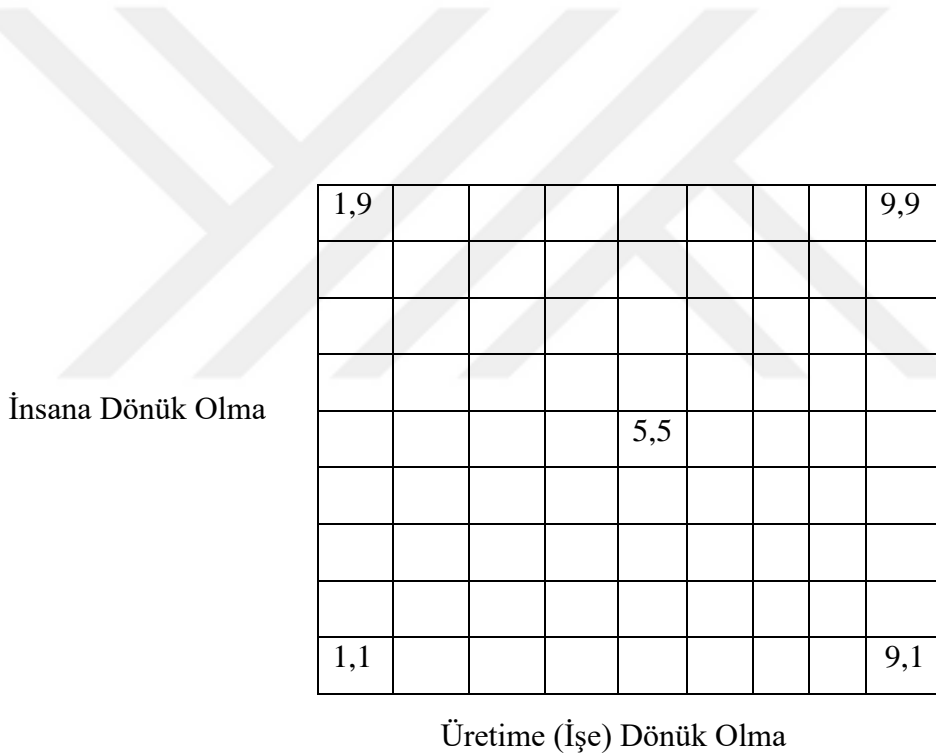 1,9 9,9
İnsana Dönük Olma
5,5
1,1 9,1
Üretime (İşe) Dönük Olma